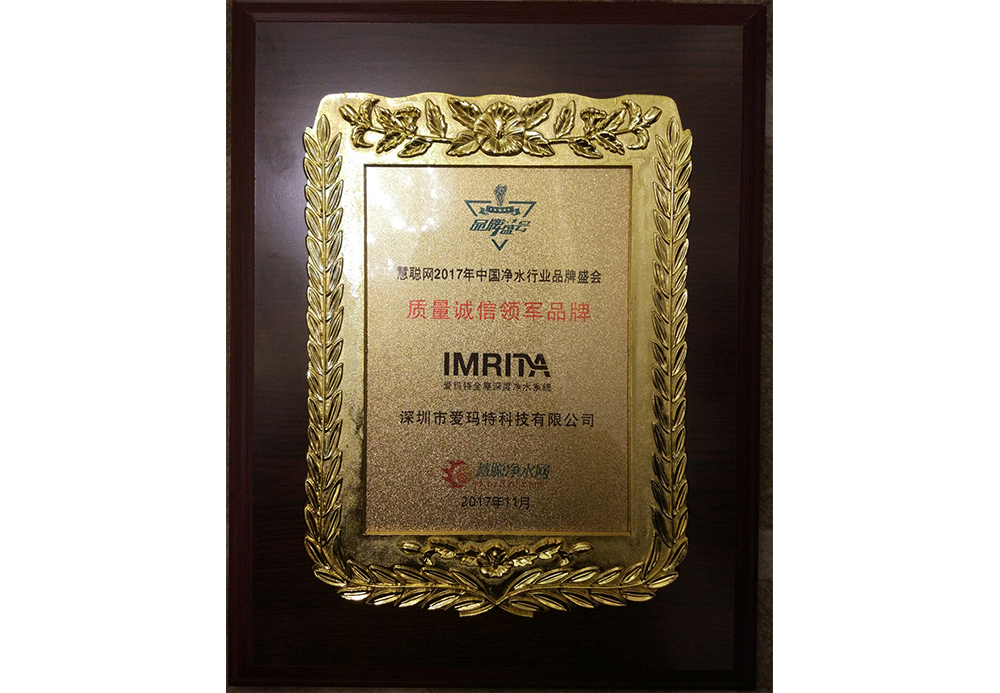 品牌盛会
慧聪网2017年中国净水行业品牌盛会
质量诚信领军品牌
IMRITA
爱玛特全屋深度净水系统
深圳市爱玛特科技有限公司
慧聪净水网
2017年11月